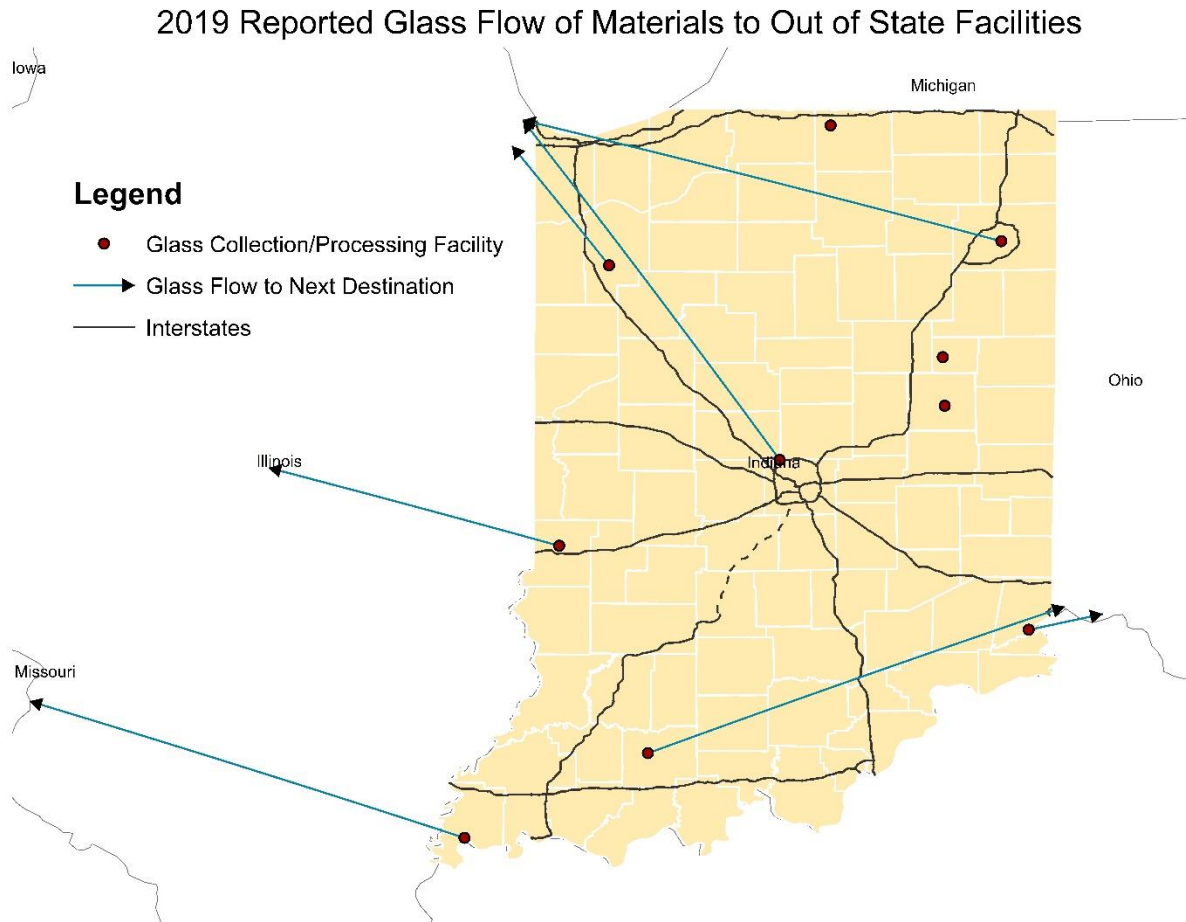 2019 Reported Glass Flow of Materials to Out of State Facilities
Iowa
Michigan
Legend
Glass Collection/Processing Facility
Glass Flow to Next Destination
Interstates
Ohio
Illinois
Indiana
Missouri